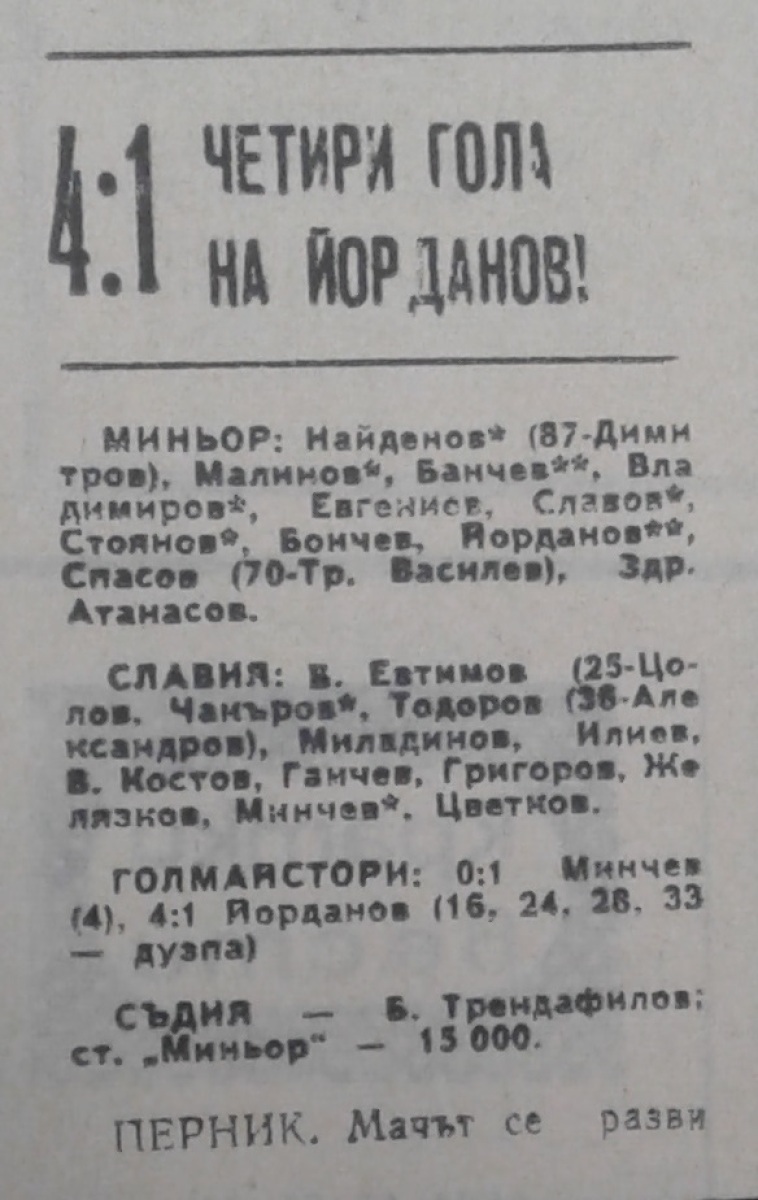 4:1 ЧЕТИРИ ГОЛА
НА ЙОРДАНОВ!
МИНЬОР: Найденов* (87-Дими
тров), Малинов*, Банчев**, Вла
димиров*, Евгениев, Славов*,
Стоянов*, Бончев, Йорданов**,
Спасов (70-Тр. Василев), Здр.
Атанасов.
СЛАВИЯ: В. Евтимов (25-Цо-
лов, Чакъров*, Тодоров (36-Але
ксандров), Миладинов, Илиев,
В. Костов, Ганчев, Григоров, Же
лязков, Минчев*, Цветков.
ГОЛМАЙСТОРИ: 0:1 Минчев
(4), 4:1 Йорданов (16, 24, 28, 33
— дузпа)
СЪДИЯ — Б. Трендафилов;
ст. „Миньор" — 15 000.
ПЕРНИК. Мачът се разви